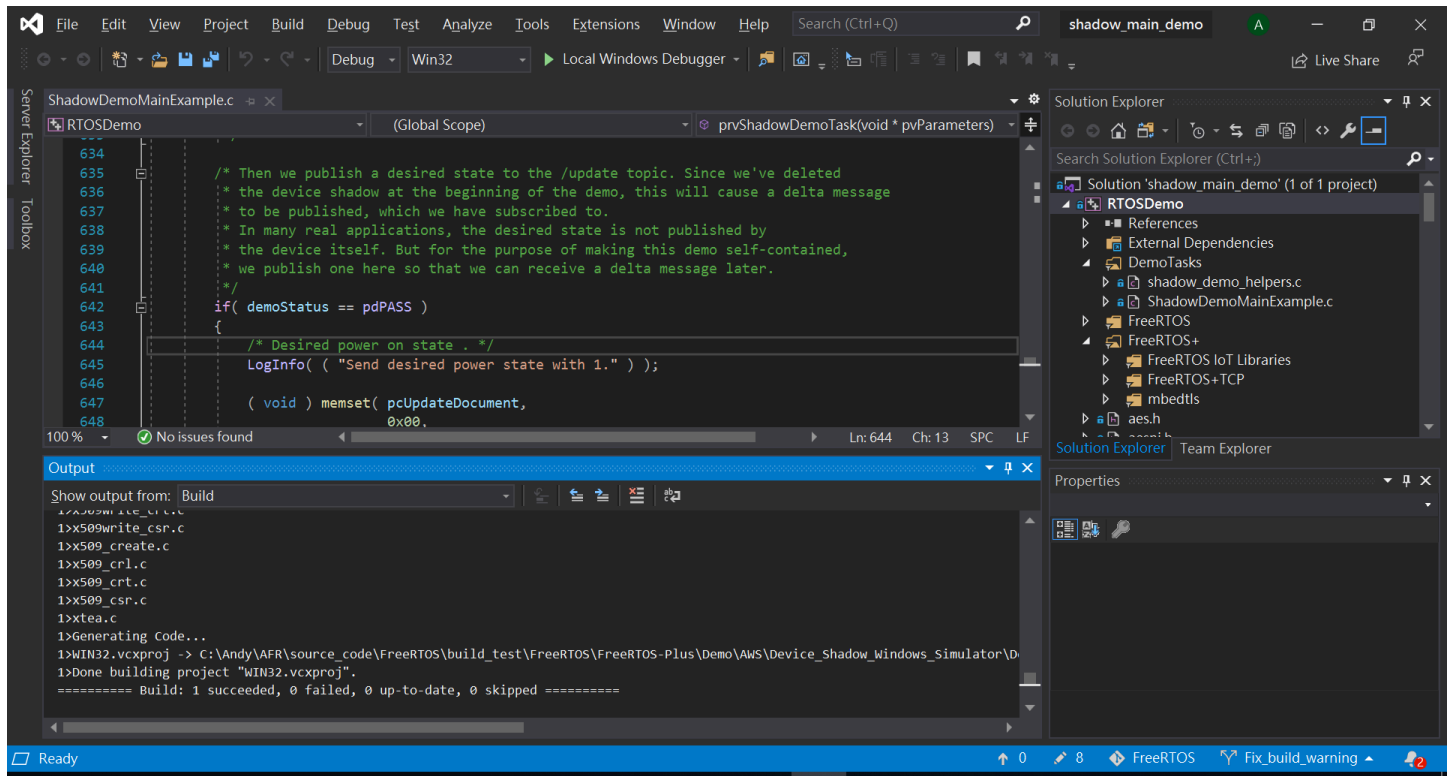 File Edit View Project Build Debug Test Analyze Tools Extensions Window Help Search (Ctrl+Q) shadow_main_demo A
Debug Win32 Local Windows Debugger Live Share
Server Explorer
Toolbox
ShadowDemoMainExample.c
RTOSDemo (Global Scope) prvShadowDemoTask(void * pvParameters)
634
635 /* Then we publish a desired state to the /update topic. Since we've deleted
636 * the device shadow at the beginning of the demo, this will cause a delta message
637 * to be published, which we have subscribed to.
638 * In many real applications, the desired state is not published by
639 * the device itself. But for the purpose of making this demo self-contained,
640 * we publish one here so that we can receive a delta message later.
641 */
642 if( demoStatus == pdPASS )
643 {
644 /* Desired power on state . */
645 LogInfo( ( "Send desired power state with 1." ) );
646
647 ( void ) memset( pcUpdateDocument,
648 0x00,
100 % No issues found Ln: 644 Ch: 13 SPC LF
Output
Show output from: Build
1>x509write_crt.c
1>x509write_csr.c
1>x509_create.c
1>x509_crl.c
1>x509_crt.c
1>x509_csr.c
1>xtea.c
1>Generating Code...
1>WIN32.vcxproj -> C:\Andy\AFR\source_code\FreeRTOS\build_test\FreeRTOS\FreeRTOS-Plus\Demo\AWS\Device_Shadow_Windows_Simulator\D
1>Done building project "WIN32.vcxproj".
========== Build: 1 succeeded, 0 failed, 0 up-to-date, 0 skipped ==========
Solution Explorer
Search Solution Explorer (Ctrl+;)
Solution 'shadow_main_demo' (1 of 1 project)
RTOSDemo
References
External Dependencies
DemoTasks
shadow_demo_helpers.c
ShadowDemoMainExample.c
FreeRTOS
FreeRTOS+
FreeRTOS IoT Libraries
FreeRTOS+TCP
mbedtls
aes.h
Solution Explorer Team Explorer
Properties
Ready 0 8 FreeRTOS Fix_build_warning 2